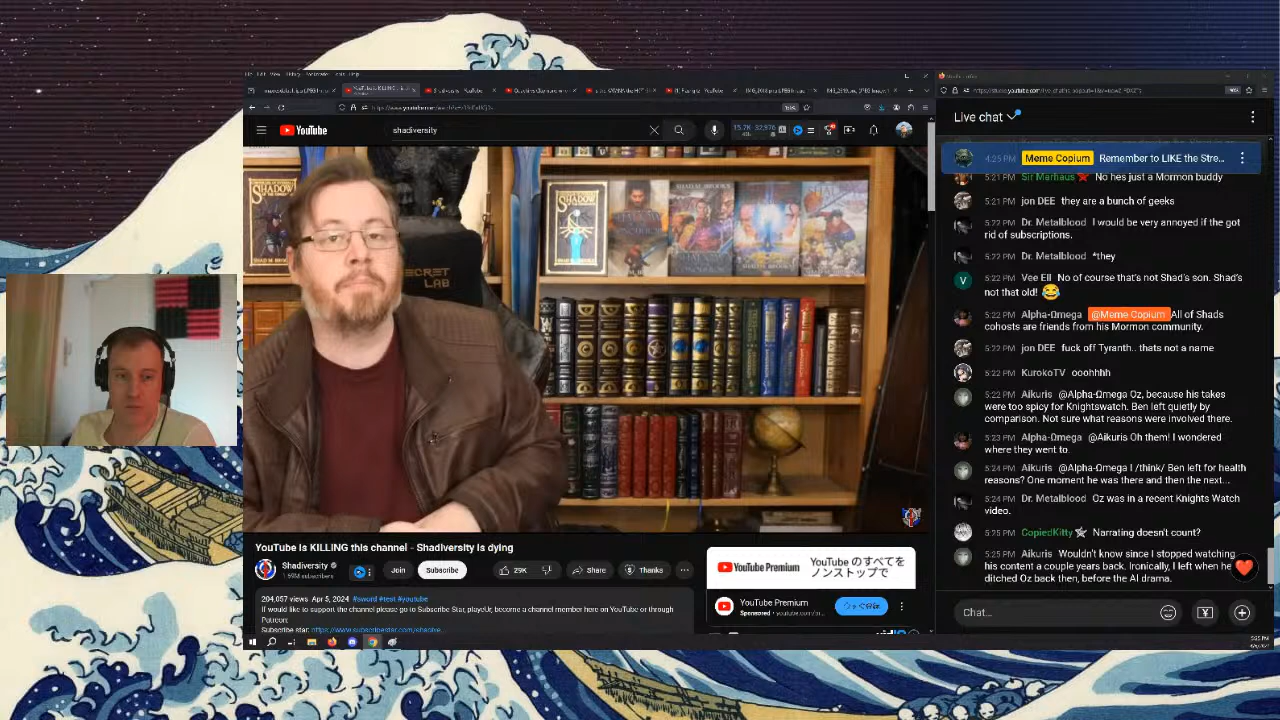 YouTube
shadiversity
Live chat
4:25 PM Meme Copium Remember to LIKE the Stre...
5:21 PM Sir Marhaus No hes just a Mormon buddy
5:21 PM jon DEE they are a bunch of geeks
5:22 PM Dr. Metalblood I would be very annoyed if the got
rid of subscriptions.
5:22 PM Dr. Metalblood *they
5:22 PM Vee Ell No of course he's not Shad's son. Shad's
not that old!
5:22 PM Alpha-Ωmega @Meme Copium All of Shads
cohosts are friends from his Mormon community.
5:22 PM jon DEE fuck off Tyranth.. thats not a name
5:22 PM KurokoTV ooohhhh
5:22 PM Aikuris @Alpha-Ωmega Oz, because his takes
were too spicy for Knightswatch. Ben left quietly by
comparison. Not sure what reasons were involved there.
5:23 PM Alpha-Ωmega @Aikuris Oh them! I wondered
where they went to.
5:24 PM Aikuris @Alpha-Ωmega I /think/ Ben left for health
reasons? One moment he was there and then the next...
5:24 PM Dr. Metalblood Oz was in a recent Knights Watch
video.
5:25 PM CopiedKitty Narrating doesn't count?
5:25 PM Aikuris Wouldn't know since I stopped watching
his content a couple years back. Ironically, I left when he
ditched Oz back then, before the AI drama.
Chat...
SHADOW
SHADOW
SECRET
LAB
YouTube is KILLING this channel - Shadiversity is dying
Shadiversity
1.59M subscribers
Join
Subscribe
29K
Share
Thanks
204,057 views Apr 5, 2024 #sword #test #youtube
If would like to support the channel please go to Subscribe Star, playeur, become a channel member here on YouTube or through
Patreon:
Subscribe star:
YouTube Premium
YouTube のすべてを
ノンストップで
YouTube Premium
Sponsored